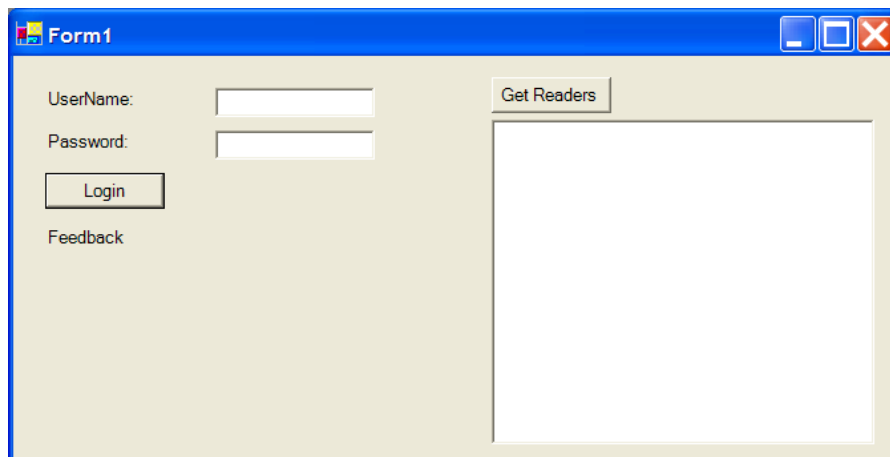 Form1
UserName:
Password:
Login
Feedback
Get Readers